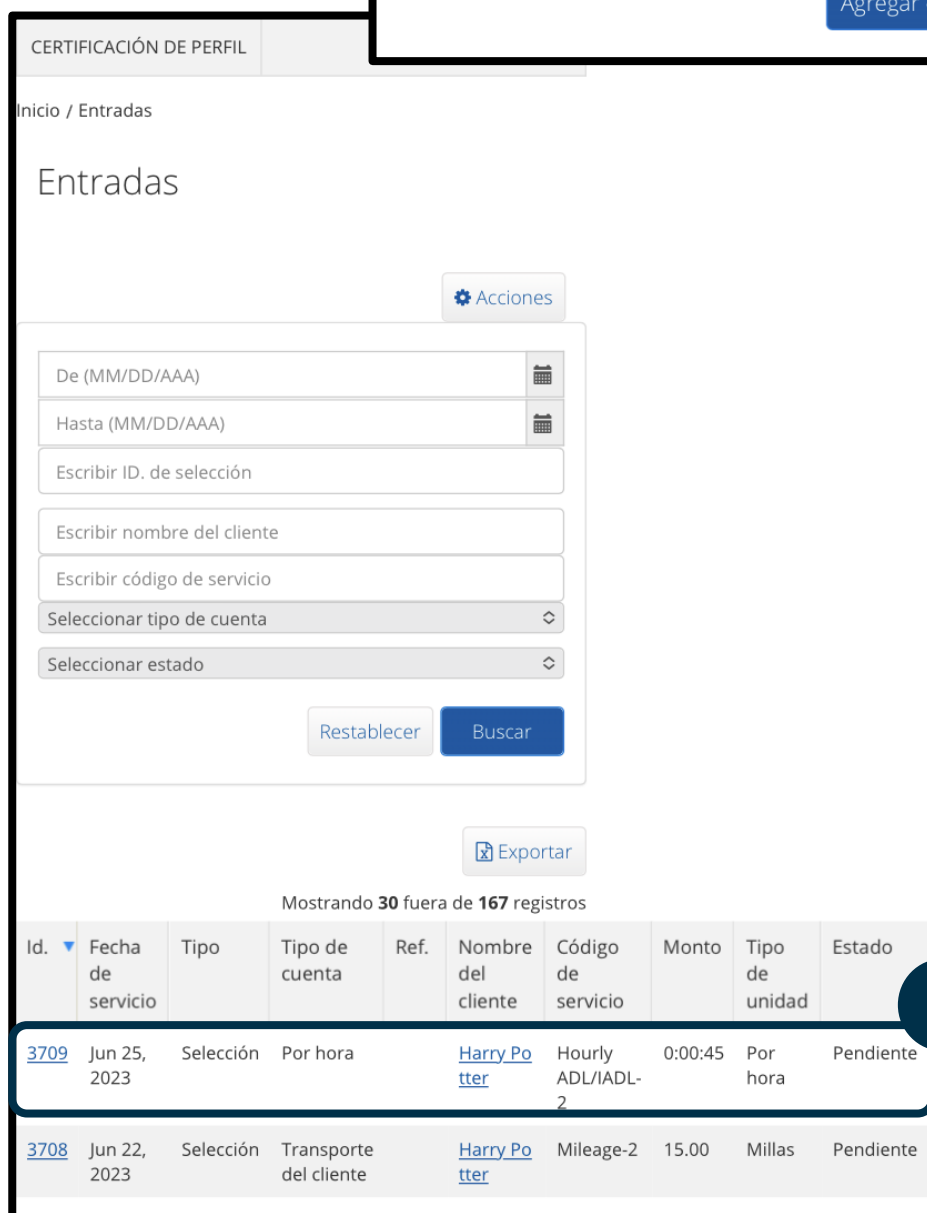 Agregar
CERTIFICACIÓN DE PERFIL
Inicio / Entradas
Entradas
Acciones
De (MM/DD/AAA)
Hasta (MM/DD/AAA)
Escribir ID. de selección
Escribir nombre del cliente
Escribir código de servicio
Seleccionar tipo de cuenta
Seleccionar estado
Restablecer Buscar
Exportar
Mostrando 30 fuera de 167 registros
Id. Fecha de servicio Tipo Tipo de cuenta Ref. Nombre del cliente Código de servicio Monto Tipo de unidad Estado
3709 Jun 25, 2023 Selección Por hora Harry Potter Hourly ADL/IADL-2 0:00:45 Por hora Pendiente
3708 Jun 22, 2023 Selección Transporte del cliente Harry Potter Mileage-2 15.00 Millas Pendiente